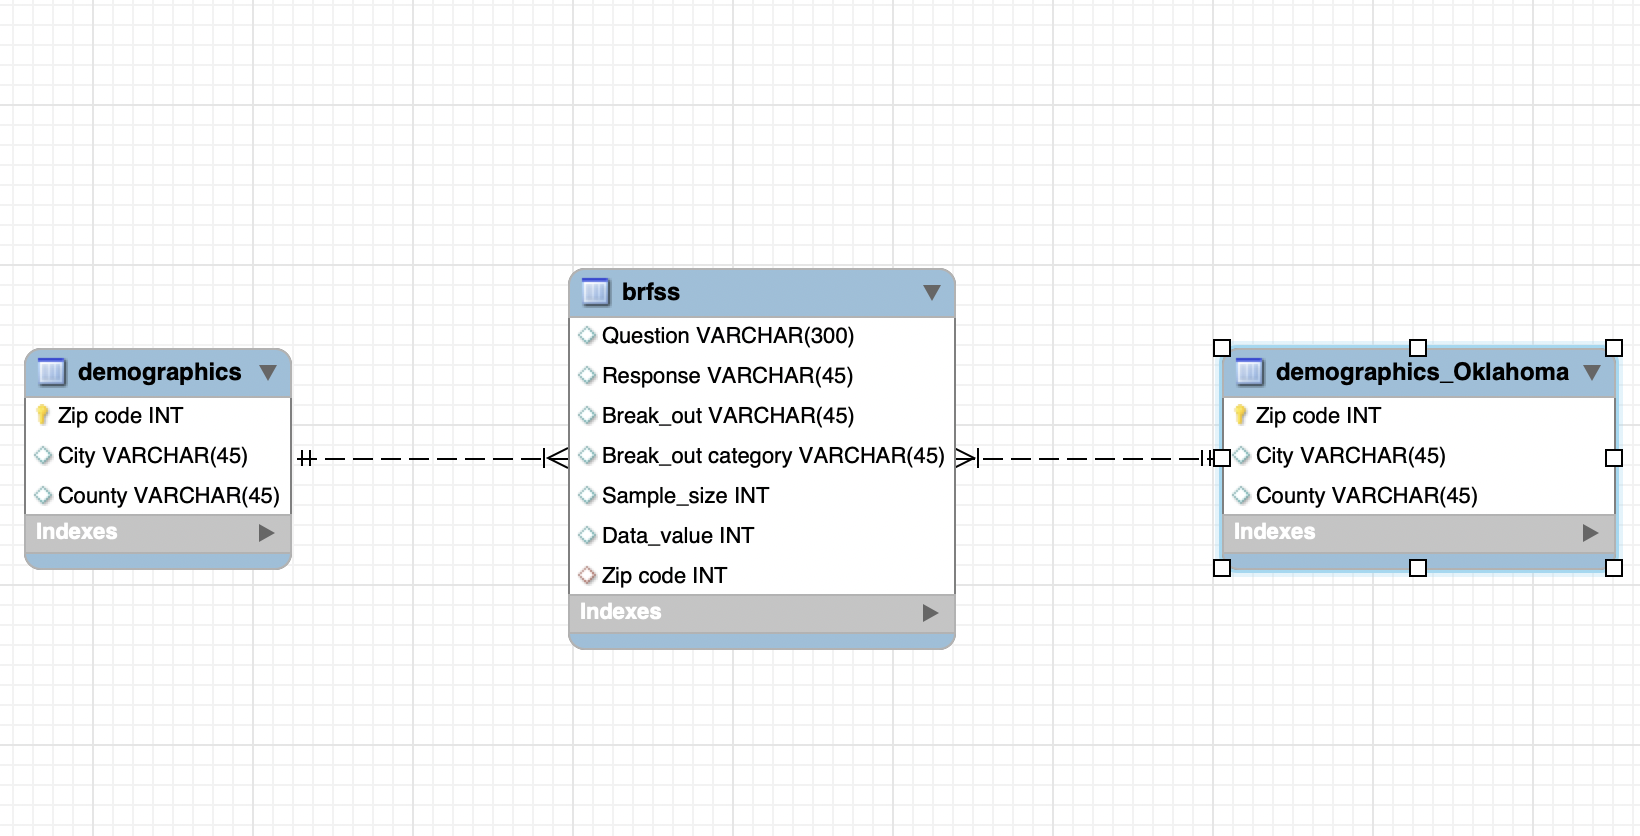 demographics
Zip code INT
City VARCHAR(45)
County VARCHAR(45)
Indexes
brfss
Question VARCHAR(300)
Response VARCHAR(45)
Break_out VARCHAR(45)
Break_out category VARCHAR(45)
Sample_size INT
Data_value INT
Zip code INT
Indexes
demographics_Oklahoma
Zip code INT
City VARCHAR(45)
County VARCHAR(45)
Indexes